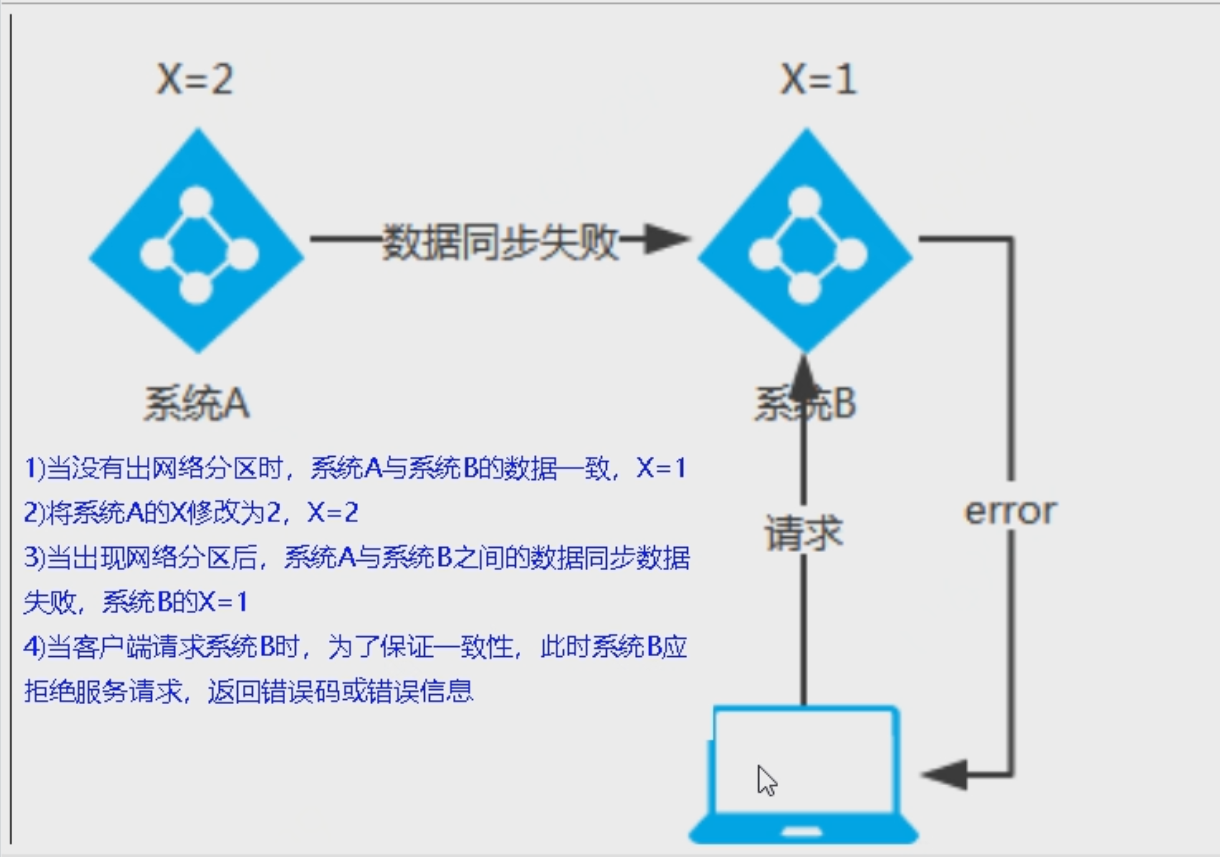 X=2
X=1
数据同步失败
系统A
系统B
1)当没有出网络分区时，系统A与系统B的数据一致，X=1
2)将系统A的X修改为2，X=2
3)当出现网络分区后，系统A与系统B之间的数据同步数据
失败，系统B的X=1
4)当客户端请求系统B时，为了保证一致性，此时系统B应
拒绝服务请求，返回错误码或错误信息
请求
error